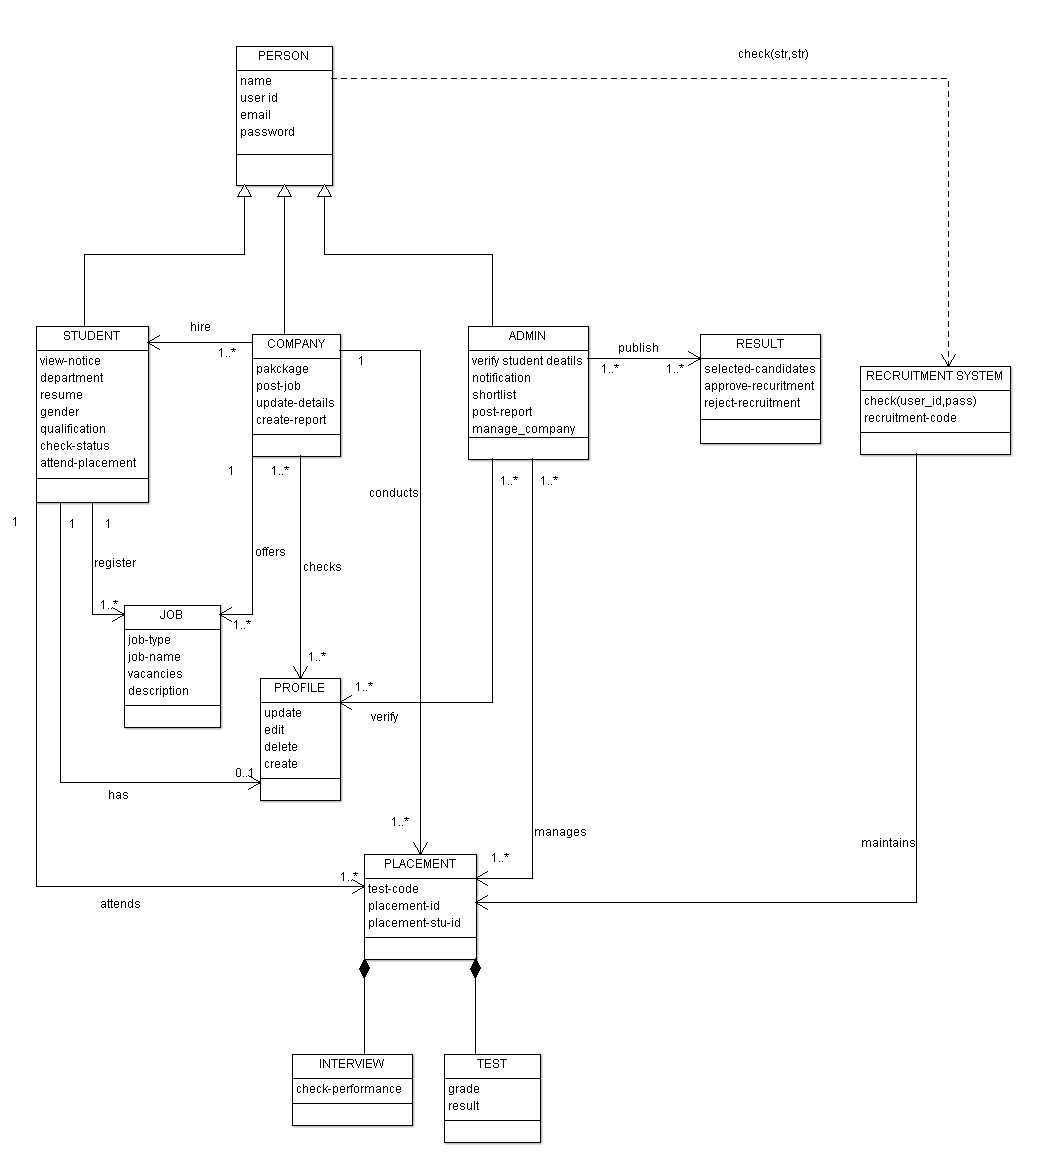 PERSON
name
user id
email
password
check(str,str)
STUDENT
view-notice
department
resume
gender
qualification
check-status
attend-placement
hire
1..*
COMPANY
pakckage
post-job
update-details
create-report
1
ADMIN
verify student deatils
notification
shortlist
post-report
manage_company
publish
1..*
1..*
RESULT
selected-candidates
approve-recuritment
reject-recruitment
RECRUITMENT SYSTEM
check(user_id,pass)
recruitment-code
1
1..*
1..*
1..*
conducts
1
1
1
register
offers
checks
1..*
1..*
JOB
job-type
job-name
vacancies
description
1..*
PROFILE
update
edit
delete
create
1..*
verify
0..1
has
1..*
manages
maintains
1..*
PLACEMENT
test-code
placement-id
placement-stu-id
1..*
attends
INTERVIEW
check-performance
TEST
grade
result